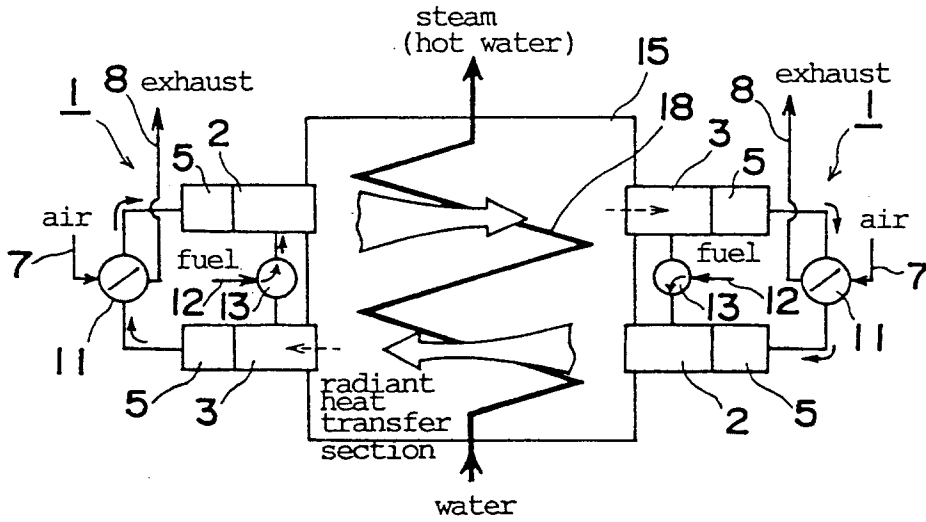 steam
(hot water)
15
8
exhaust
1
5
2
18
3
5
exhaust
8
1
air
7
fuel
12
13
11
fuel
13
12
air
7
11
5
3
radiant
heat
transfer
section
2
5
water